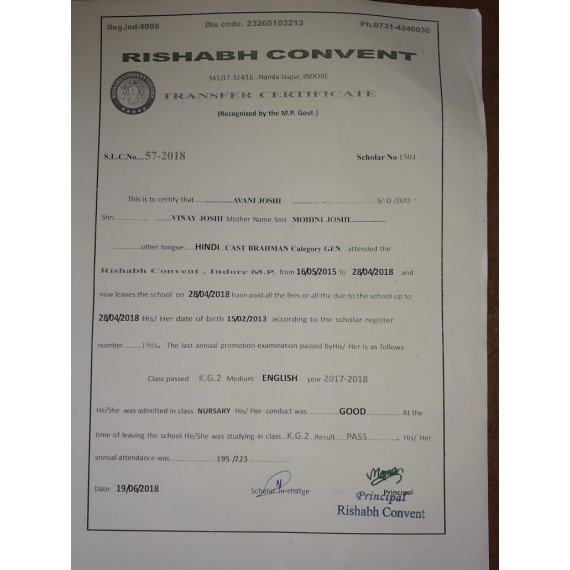 Reg.Ind/4098 Dis code. 23260103213 Ph.0731-4240030
RISHABH CONVENT
341/17-324/16, Nanda Nagar, INDORE
TRANSFER CERTIFICATE
(Recognized by the M.P. Govt.)
S.L.C.No...57-2018 Scholar No 1504
This is to certify that............AVANI JOSHI ...................... S/ O /D/O
Shri...................VINAY JOSHI Mother Name Smt MOHINI JOSHI............
..........other tongue....HINDI...CAST BRAHMAN Category GEN attended the
Rishabh Convent , Indore M.P. from 16/05/2015 to 28/04/2018 and
now leaves the school on 28/04/2018 have paid all the fees or all the due to the school up to
28/04/2018 His/ Her date of birth 15/02/2013 according to the scholar register
number.......1504. The last annual promotion examination passed byHis/ Her is as follows
Class passed K.G.2 Medium ENGLISH year 2017-2018
He/She was admitted in class NURSARY His/ Her conduct was ..........GOOD.......... At the
time of leaving the school He/She was studying in class...K.G.2 Result.....PASS.......... His/ Her
annual attendance was............... 195 /223 .............
Date: 19/06/2018 Scholar In charge Principal
Principal
Rishabh Convent